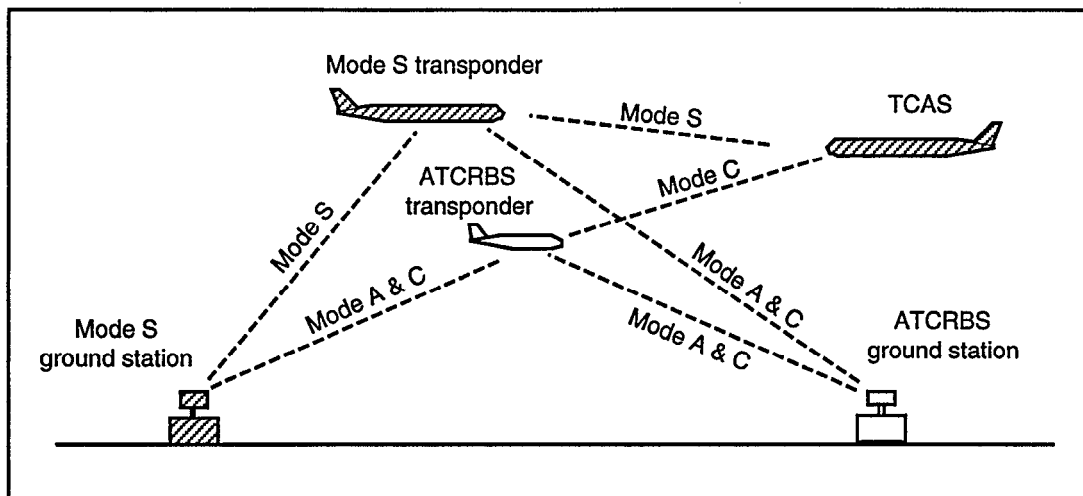 Mode S transponder
TCAS
Mode S
ATCRBS
transponder
Mode C
Mode S
Mode A & C
Mode A & C
Mode A & C
Mode S
ground station
ATCRBS
ground station